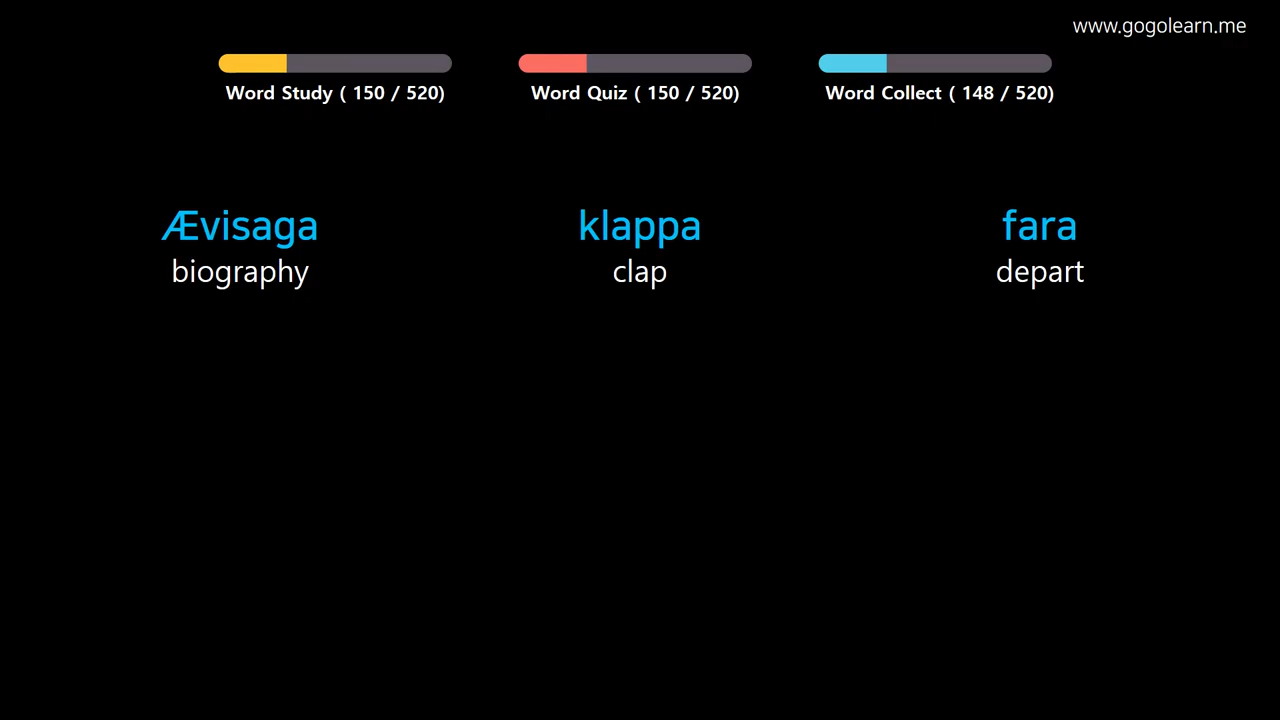 www.gogolearn.me
Word Study ( 150 / 520)
Word Quiz ( 150 / 520)
Word Collect ( 148 / 520)
Ævisaga
biography
klappa
clap
fara
depart